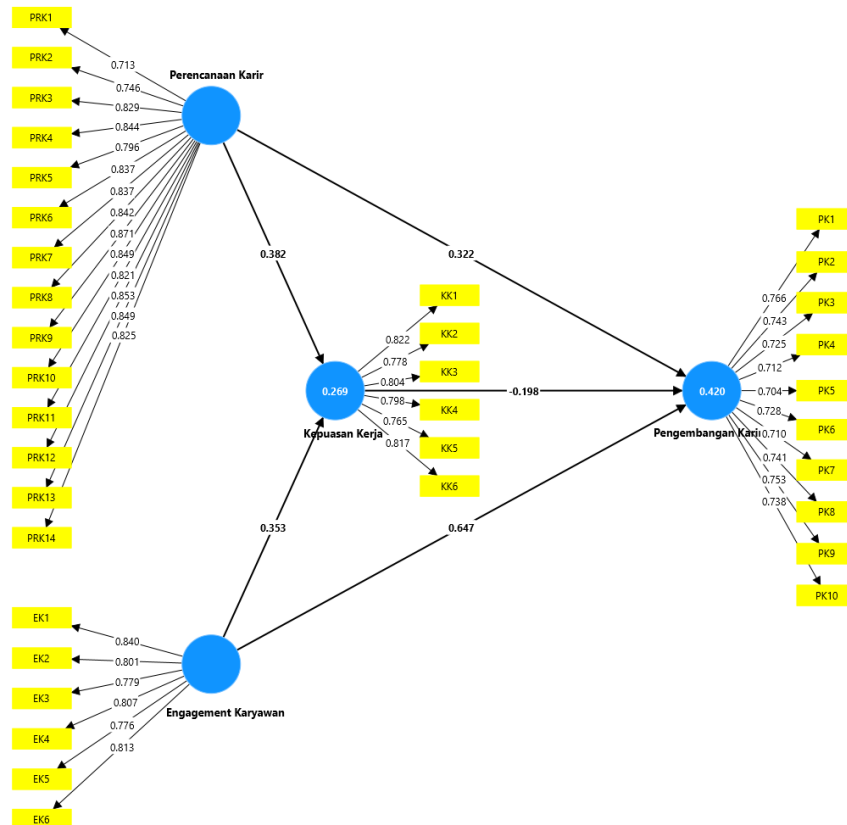 PRK1
PRK2
PRK3
PRK4
PRK5
PRK6
PRK7
PRK8
PRK9
PRK10
PRK11
PRK12
PRK13
PRK14
0.713
0.746
0.829
0.844
0.796
0.837
0.837
0.842
0.871
0.849
0.821
0.853
0.849
0.825
Perencanaan Karir
0.382
0.322
KK1
KK2
KK3
KK4
KK5
KK6
0.822
0.778
0.804
0.798
0.765
0.817
0.269
Kepuasan Kerja
-0.198
0.420
Pengembangan Karir
PK1
PK2
PK3
PK4
PK5
PK6
PK7
PK8
PK9
PK10
0.766
0.743
0.725
0.712
0.704
0.728
0.710
0.741
0.753
0.738
0.353
0.647
EK1
EK2
EK3
EK4
EK5
EK6
0.840
0.801
0.779
0.807
0.776
0.813
Engagement Karyawan